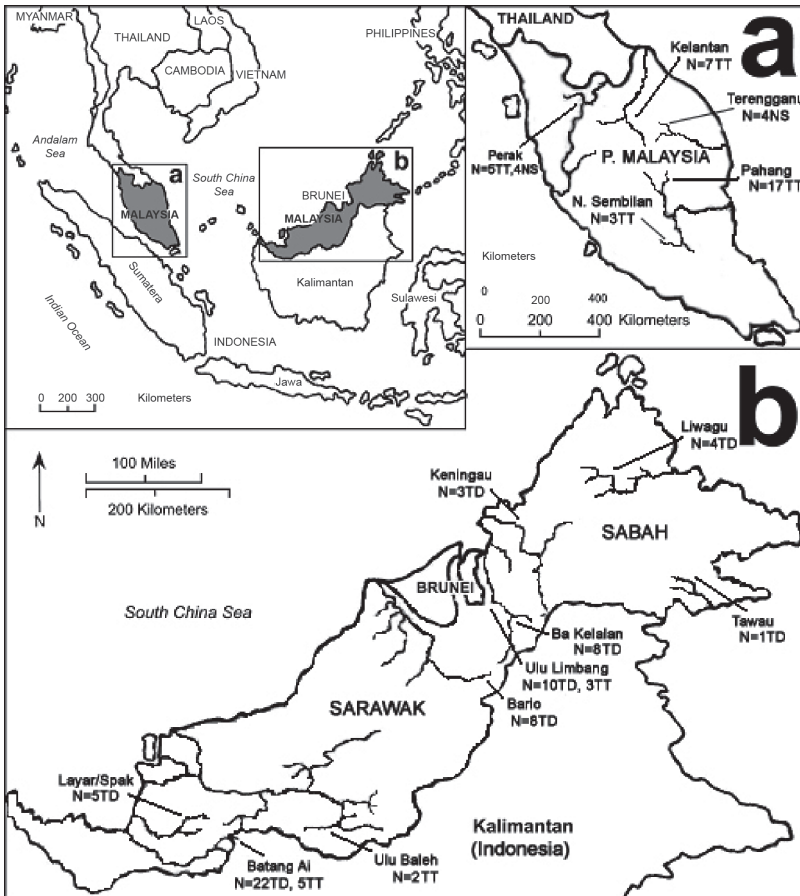 MYANMAR
LAOS
THAILAND
PHILIPPINES
CAMBODIA
VIETNAM
Andalam
Sea
a
South China
Sea
b
BRUNEI
MALAYSIA
MALAYSIA
Sumatera
Kalimantan
Sulawesi
Indian Ocean
INDONESIA
Jawa
0 200 300
Kilometers
THAILAND
a
Kelantan
N=7TT
Terengganu
N=4NS
Perak
N=5TT,4NS
P. MALAYSIA
Pahang
N=17TT
N. Sembilan
N=3TT
Kilometers
0 200 400
0 200 400 Kilometers
b
100 Miles
200 Kilometers
N
Liwagu
N=4TD
Keningau
N=3TD
SABAH
BRUNEI
South China Sea
Tawau
N=1TD
Ba Kelalan
N=8TD
Ulu Limbang
N=10TD, 3TT
Bario
N=8TD
SARAWAK
Layar/Spak
N=5TD
Kalimantan
(Indonesia)
Batang Ai
N=22TD, 5TT
Ulu Baleh
N=2TT